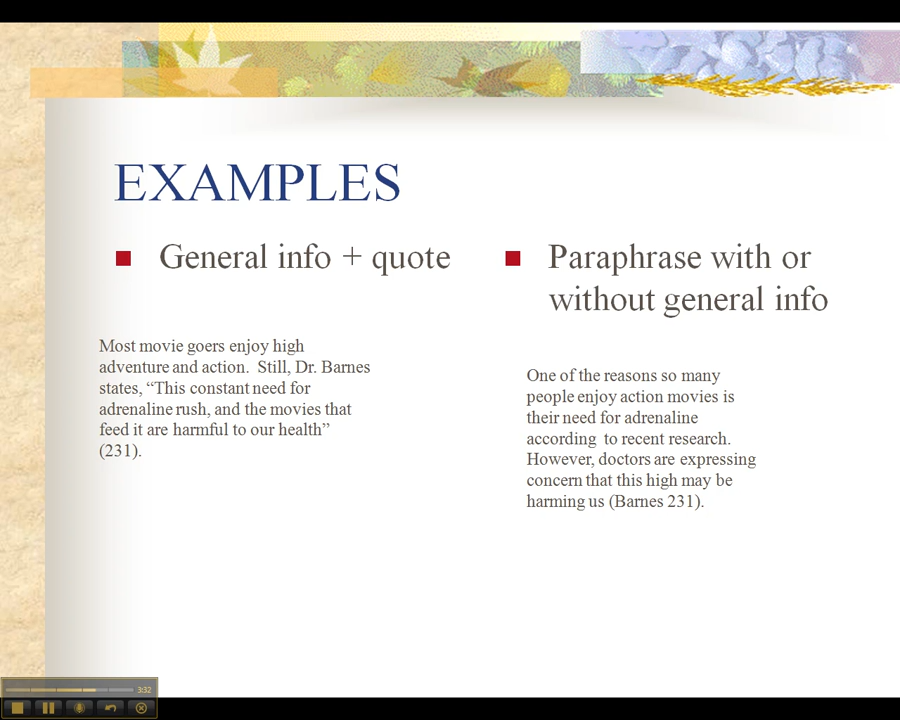 EXAMPLES
General info + quote
Most movie goers enjoy high
adventure and action.  Still, Dr. Barnes
states, “This constant need for
adrenaline rush, and the movies that
feed it are harmful to our health”
(231).
Paraphrase with or
without general info
One of the reasons so many
people enjoy action movies is
their need for adrenaline
according  to recent research.
However, doctors are expressing
concern that this high may be
harming us (Barnes 231).
3:32